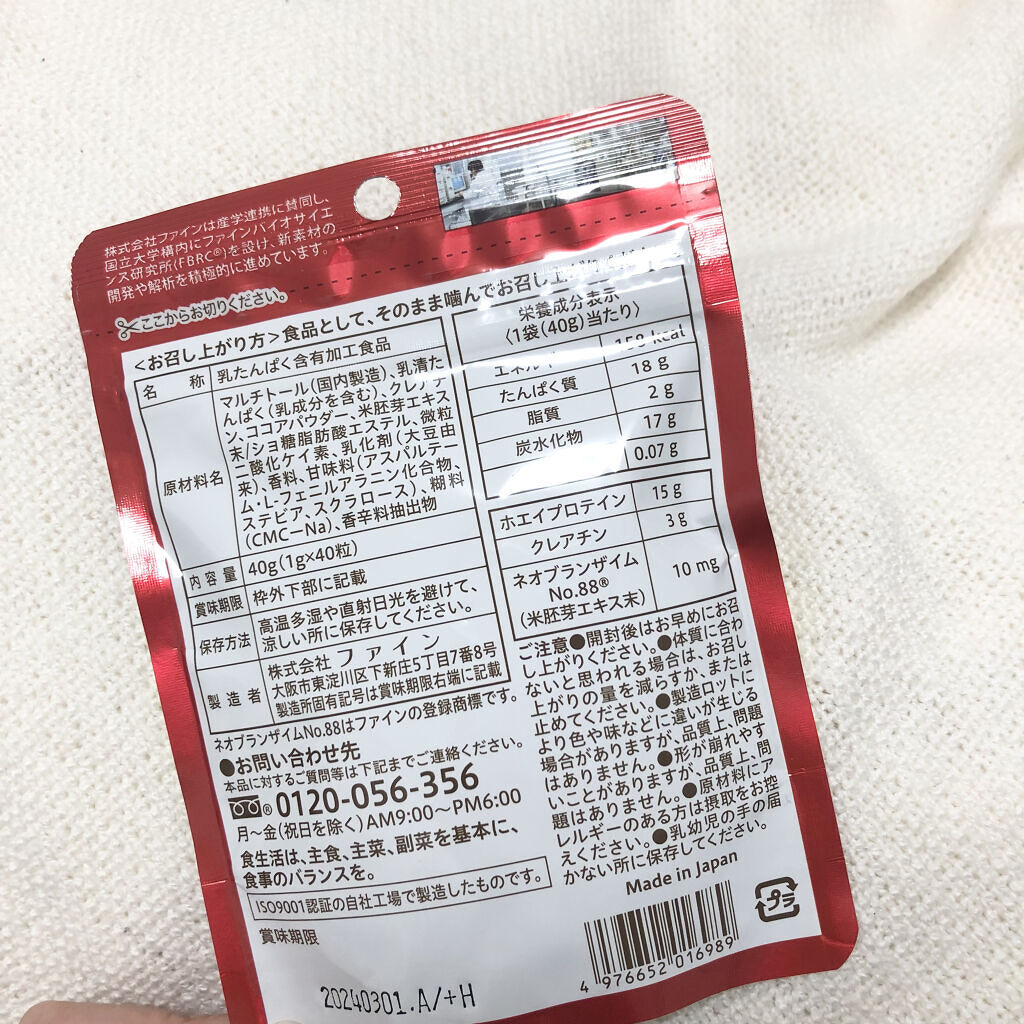 株式会社ファインは産学連携に賛同し、
国立大学構内にファインバイオサイエ
ンス研究所(FBRC®)を設け、新素材の
開発や解析を積極的に進めています。
ここからお切りください。
<お召し上がり方>食品として、そのまま噛んでお召し上
名 称 乳たんぱく含有加工食品
原材料名
マルチトール(国内製造)、乳清た
んぱく(乳成分を含む)、クレアチ
ン、ココアパウダー、米胚芽エキス
末/ショ糖脂肪酸エステル、微粒
二酸化ケイ素、乳化剤(大豆由
来)、香料、甘味料(アスパルテー
ム・L-フェニルアラニン化合物、
ステビア、スクラロース)、糊料
(CMC-Na)、香辛料抽出物
内容量 40g(1g×40粒)
賞味期限 枠外下部に記載
保存方法
高温多湿や直射日光を避けて、
涼しい所に保存してください。
製造者
株式会社 ファイン
大阪市東淀川区下新庄5丁目7番8号
製造所固有記号は賞味期限右端に記載
ネオブランザイムNo.88はファインの登録商標です。
●お問い合わせ先
本品に対するご質問等は下記までご連絡ください。
0120-056-356
月~金(祝日を除く)AM9:00~PM6:00
食生活は、主食、主菜、副菜を基本に、
食事のバランスを。
ISO9001認証の自社工場で製造したものです。
賞味期限
20240301.A/+H
栄養成分表示
〈1袋(40g)当たり〉
kcal
たんぱく質 18 g
脂質 2 g
炭水化物 17 g
0.07 g
ホエイプロテイン 15 g
クレアチン 3 g
ネオブランザイム
No.88®
(米胚芽エキス末)
10 mg
ご注意●開封後はお早めにお召
し上がりください。●体質に合わ
ないと思われる場合は、お召し
上がりの量を減らすか、または
止めてください。●製造ロットに
より色や味などに違いが生じる
場合がありますが、品質上、問題
はありません。●形が崩れやす
いことがありますが、品質上、問
題はありません。●原材料にア
レルギーのある方は摂取をお控
えください。●乳幼児の手の届
かない所に保存してください。
Made in Japan
プラ
4 976652 016989